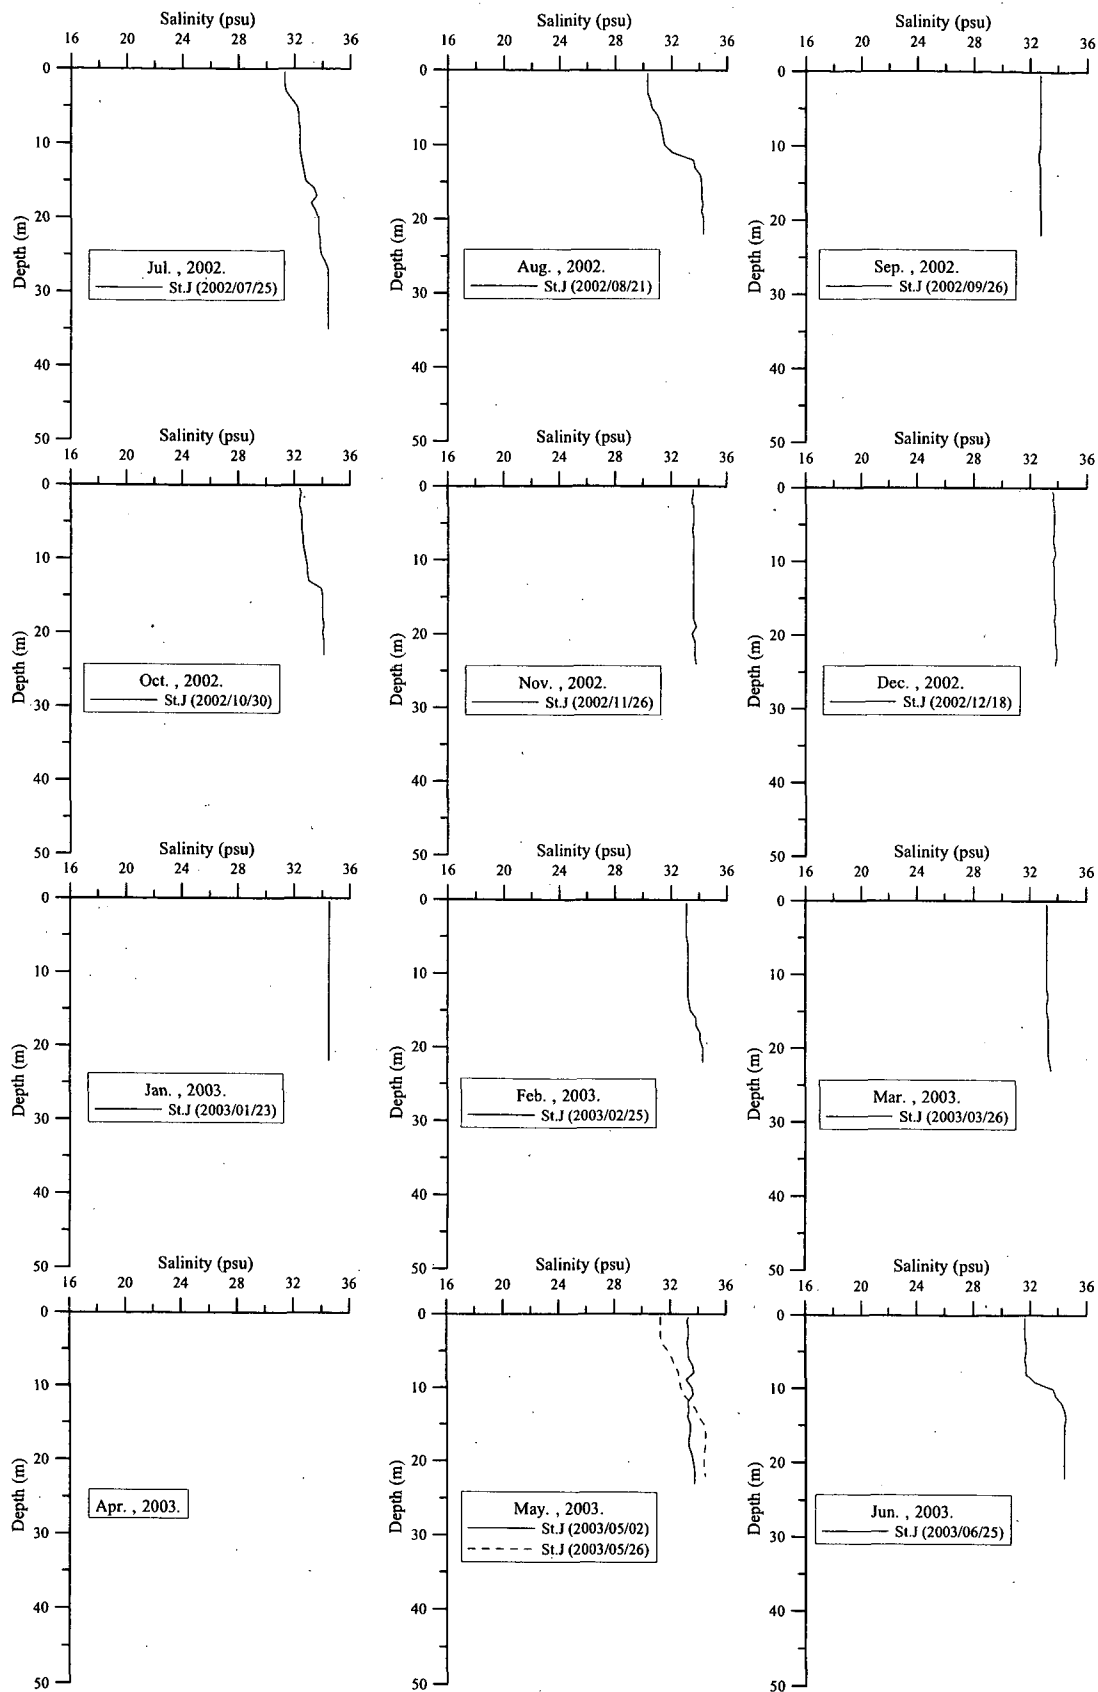 Salinity (psu)
16 20 24 28 32 36
0
10
20
30
40
50
Depth (m)
Jul. , 2002.
St.J (2002/07/25)
Salinity (psu)
16 20 24 28 32 36
0
10
20
30
40
50
Depth (m)
Aug. , 2002.
St.J (2002/08/21)
Salinity (psu)
16 20 24 28 32 36
0
10
20
30
40
50
Depth (m)
Sep. , 2002.
St.J (2002/09/26)
Salinity (psu)
16 20 24 28 32 36
0
10
20
30
40
50
Depth (m)
Oct. , 2002.
St.J (2002/10/30)
Salinity (psu)
16 20 24 28 32 36
0
10
20
30
40
50
Depth (m)
Nov. , 2002.
St.J (2002/11/26)
Salinity (psu)
16 20 24 28 32 36
0
10
20
30
40
50
Depth (m)
Dec. , 2002.
St.J (2002/12/18)
Salinity (psu)
16 20 24 28 32 36
0
10
20
30
40
50
Depth (m)
Jan. , 2003.
St.J (2003/01/23)
Salinity (psu)
16 20 24 28 32 36
0
10
20
30
40
50
Depth (m)
Feb. , 2003.
St.J (2003/02/25)
Salinity (psu)
16 20 24 28 32 36
0
10
20
30
40
50
Depth (m)
Mar. , 2003.
St.J (2003/03/26)
Salinity (psu)
16 20 24 28 32 36
0
10
20
30
40
50
Depth (m)
Apr. , 2003.
Salinity (psu)
16 20 24 28 32 36
0
10
20
30
40
50
Depth (m)
May. , 2003.
St.J (2003/05/02)
St.J (2003/05/26)
Salinity (psu)
16 20 24 28 32 36
0
10
20
30
40
50
Depth (m)
Jun. , 2003.
St.J (2003/06/25)